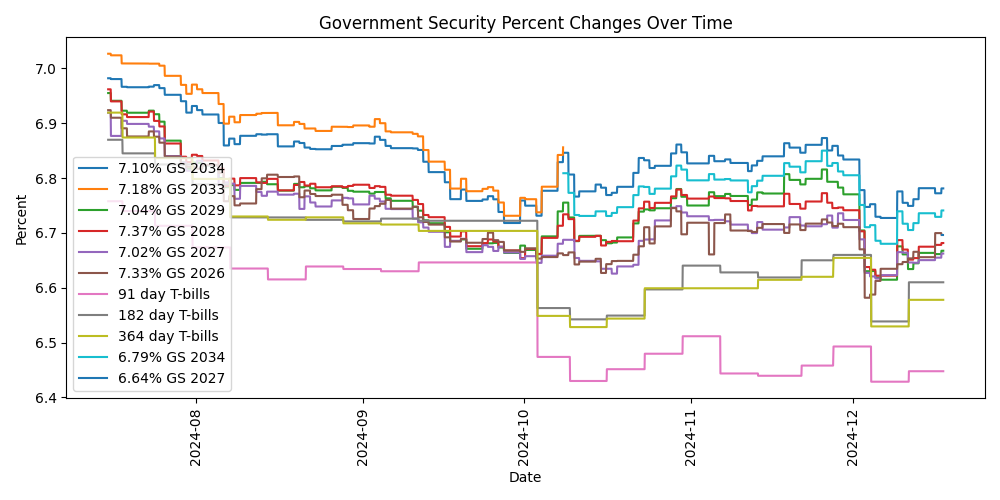 Government Security Percent Changes Over Time
Percent
7.0
6.9
6.8
6.7
6.6
6.5
6.4
7.10% GS 2034
7.18% GS 2033
7.04% GS 2029
7.37% GS 2028
7.02% GS 2027
7.33% GS 2026
91 day T-bills
182 day T-bills
364 day T-bills
6.79% GS 2034
6.64% GS 2027
2024-08
2024-09
2024-10
2024-11
2024-12
Date